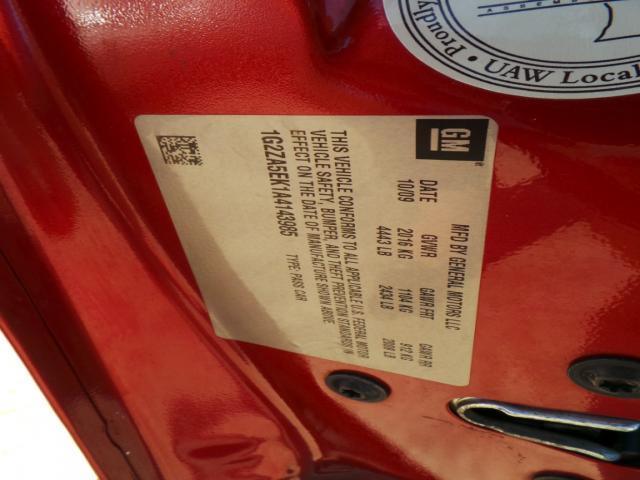 Proudly
Assem
• UAW Local
GM
MFD BY GENERAL MOTORS LLC
DATE GVWR GAWR FRT GAWR RR
10/09 2016 KG 1104 KG 912 KG
4443 LB 2434 LB 2008 LB
THIS VEHICLE CONFORMS TO ALL APPLICABLE U.S. FEDERAL MOTOR
VEHICLE SAFETY, BUMPER, AND THEFT PREVENTION STANDARDS IN
EFFECT ON THE DATE OF MANUFACTURE SHOWN ABOVE.
1G2ZA5EK1A4143985 TYPE: PASS CAR